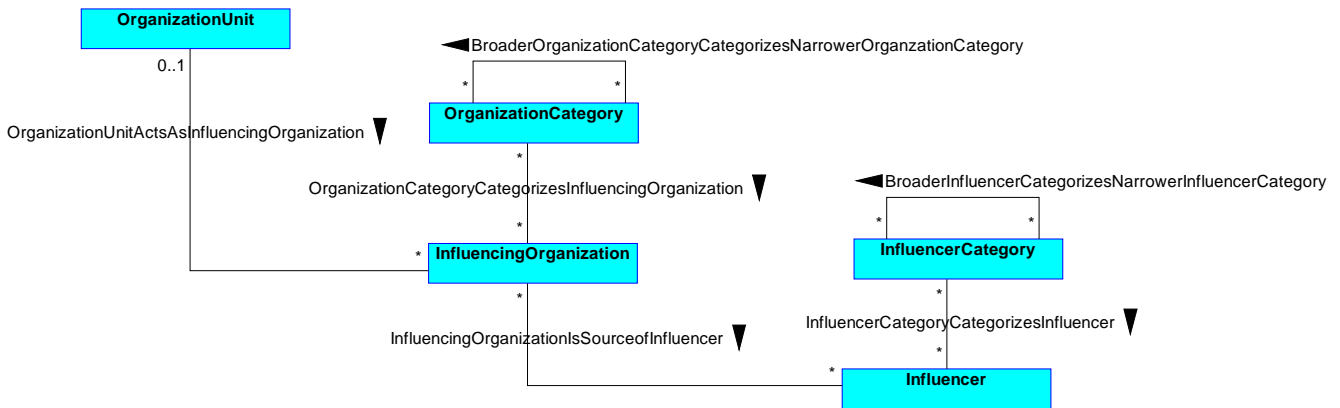 OrganizationUnit
0..1
BroaderOrganizationCategoryCategorizesNarrowerOrganzationCategory
* *
OrganizationCategory
OrganizationUnitActsAsInfluencingOrganization
*
OrganizationCategoryCategorizesInfluencingOrganization
BroaderInfluencerCategorizesNarrowerInfluencerCategory
* *
*
InfluencingOrganization
InfluencerCategory
*
*
*
InfluencerCategoryCategorizesInfluencer
InfluencingOrganizationIsSourceofInfluencer
*
*
Influencer